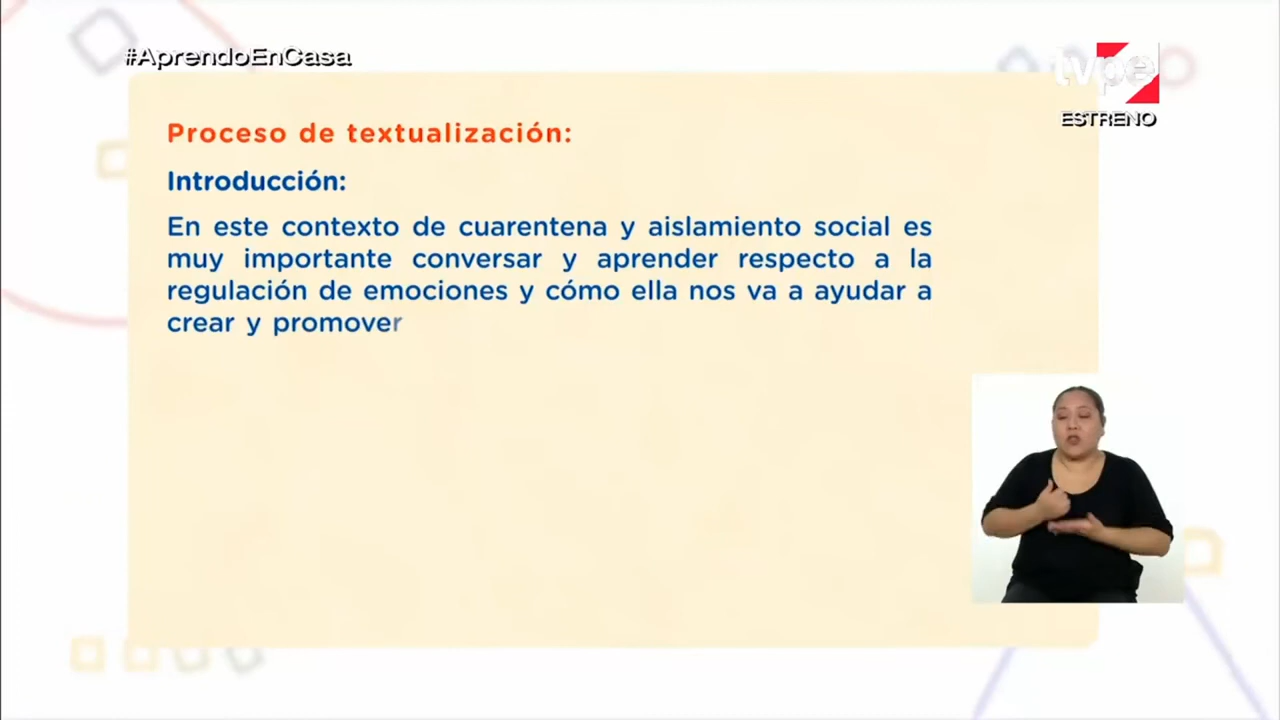 #AprendoEnCasa
tvpe
ESTRENO
Proceso de textualización:
Introducción:
En este contexto de cuarentena y aislamiento social es
muy importante conversar y aprender respecto a la
regulación de emociones y cómo ella nos va a ayudar a
crear y promover